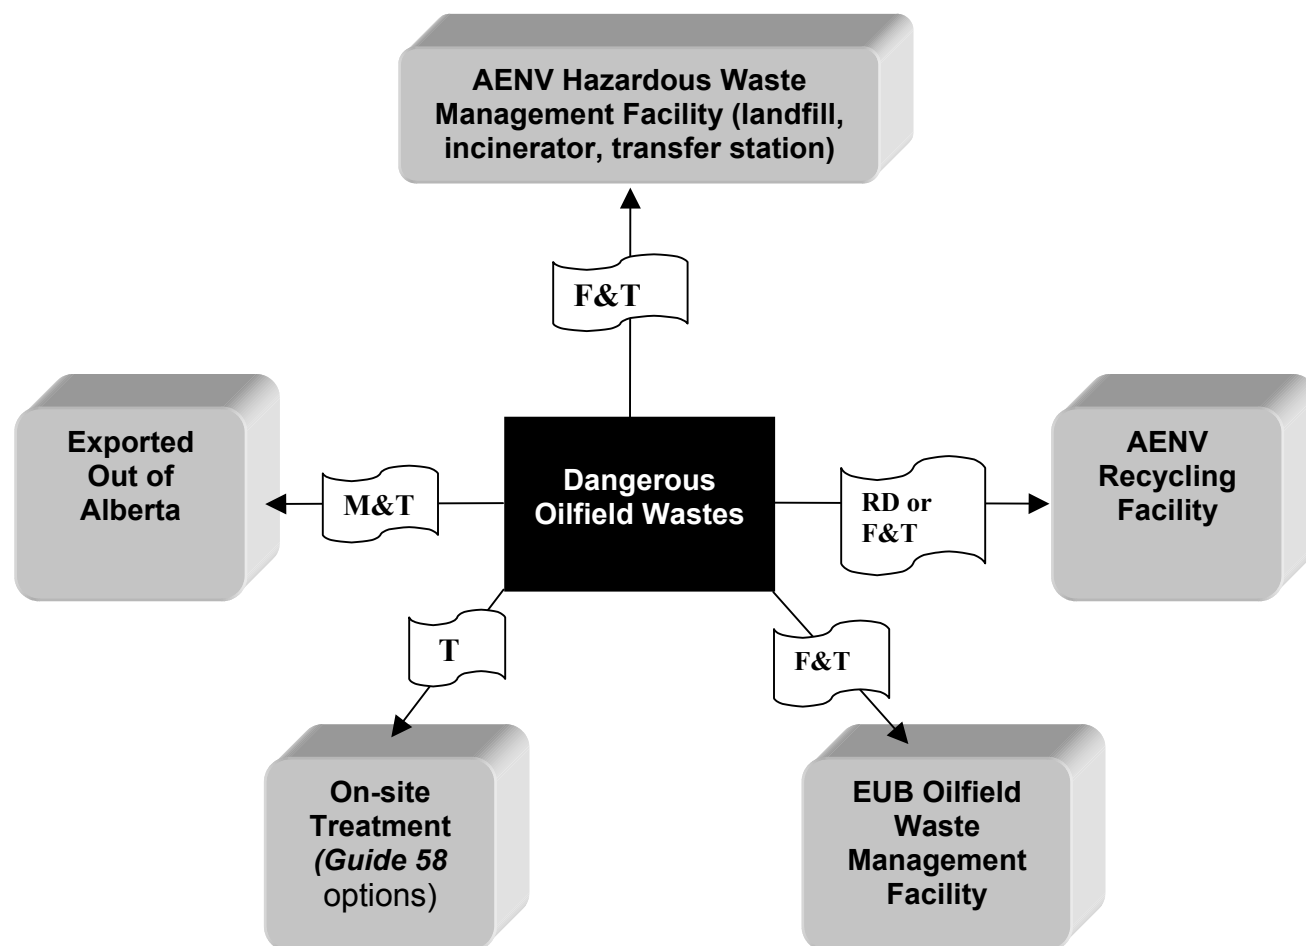 AENV Hazardous Waste
Management Facility (landfill,
incinerator, transfer station)
F&T
Exported
Out of
Alberta
M&T
Dangerous
Oilfield Wastes
RD or
F&T
AENV
Recycling
Facility
T
F&T
On-site
Treatment
(Guide 58
options)
EUB Oilfield
Waste
Management
Facility